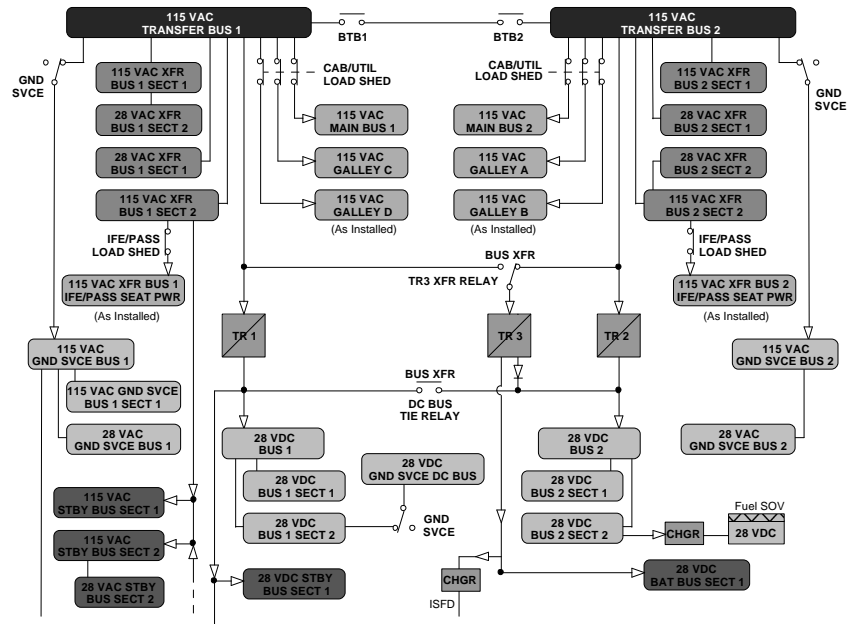 115 VAC
TRANSFER BUS 1
BTB1
BTB2
115 VAC
TRANSFER BUS 2
GND
SVCE
115 VAC XFR
BUS 1 SECT 1
CAB/UTIL
LOAD SHED
CAB/UTIL
LOAD SHED
115 VAC XFR
BUS 2 SECT 1
GND
SVCE
28 VAC XFR
BUS 1 SECT 2
115 VAC
MAIN BUS 1
115 VAC
MAIN BUS 2
28 VAC XFR
BUS 2 SECT 1
28 VAC XFR
BUS 1 SECT 1
115 VAC
GALLEY C
115 VAC
GALLEY A
28 VAC XFR
BUS 2 SECT 2
115 VAC XFR
BUS 1 SECT 2
115 VAC
GALLEY D
(As Installed)
115 VAC
GALLEY B
(As Installed)
115 VAC XFR
BUS 2 SECT 2
IFE/PASS
LOAD SHED
BUS XFR
TR3 XFR RELAY
IFE/PASS
LOAD SHED
115 VAC XFR BUS 1
IFE/PASS SEAT PWR
(As Installed)
115 VAC XFR BUS 2
IFE/PASS SEAT PWR
(As Installed)
TR 1
TR 3
TR 2
115 VAC
GND SVCE BUS 1
115 VAC
GND SVCE BUS 2
BUS XFR
DC BUS
TIE RELAY
115 VAC GND SVCE
BUS 1 SECT 1
28 VAC
GND SVCE BUS 1
28 VDC
BUS 1
28 VDC
BUS 2
28 VAC
GND SVCE BUS 2
28 VDC
GND SVCE DC BUS
28 VDC
BUS 1 SECT 1
28 VDC
BUS 2 SECT 1
115 VAC
STBY BUS SECT 1
28 VDC
BUS 1 SECT 2
GND
SVCE
28 VDC
BUS 2 SECT 2
CHGR
Fuel SOV
28 VDC
115 VAC
STBY BUS SECT 2
28 VAC STBY
BUS SECT 2
28 VDC STBY
BUS SECT 1
CHGR
ISFD
28 VDC
BAT BUS SECT 1